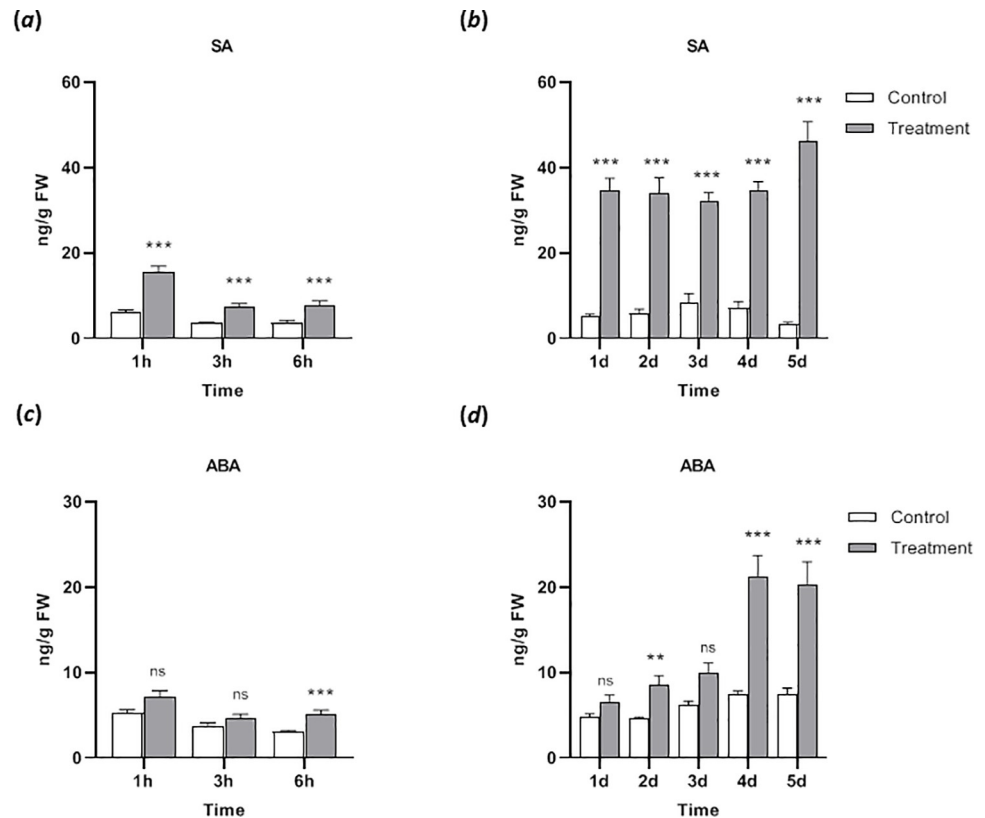 (a)
SA
ng/g FW
60
40
20
0
***
***
***
1h 3h 6h
Time
(b)
SA
ng/g FW
60
40
20
0
***
***
***
***
***
1d 2d 3d 4d 5d
Time
Control
Treatment
(c)
ABA
ng/g FW
30
20
10
0
ns
ns
***
1h 3h 6h
Time
(d)
ABA
ng/g FW
30
20
10
0
ns
**
ns
***
***
1d 2d 3d 4d 5d
Time
Control
Treatment